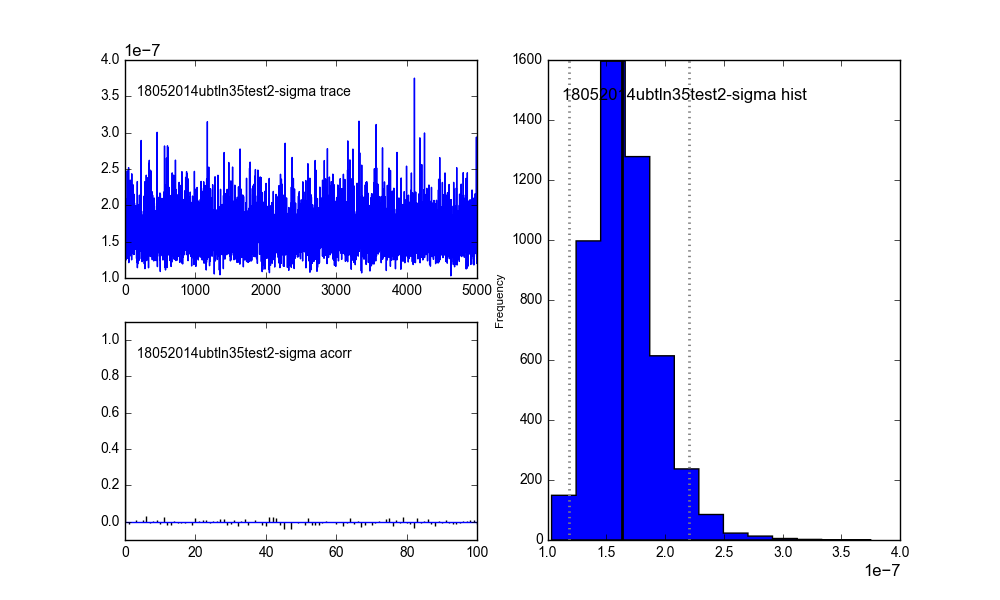 1e−7
4.0
3.5
3.0
2.5
2.0
1.5
1.0
18052014ubtln35test2-sigma trace
0 1000 2000 3000 4000 5000
1.0
0.8
0.6
0.4
0.2
0.0
18052014ubtln35test2-sigma acorr
0 20 40 60 80 100
Frequency
1600
1400
1200
1000
800
600
400
200
0
18052014ubtln35test2-sigma hist
1.0 1.5 2.0 2.5 3.0 3.5 4.0
1e−7